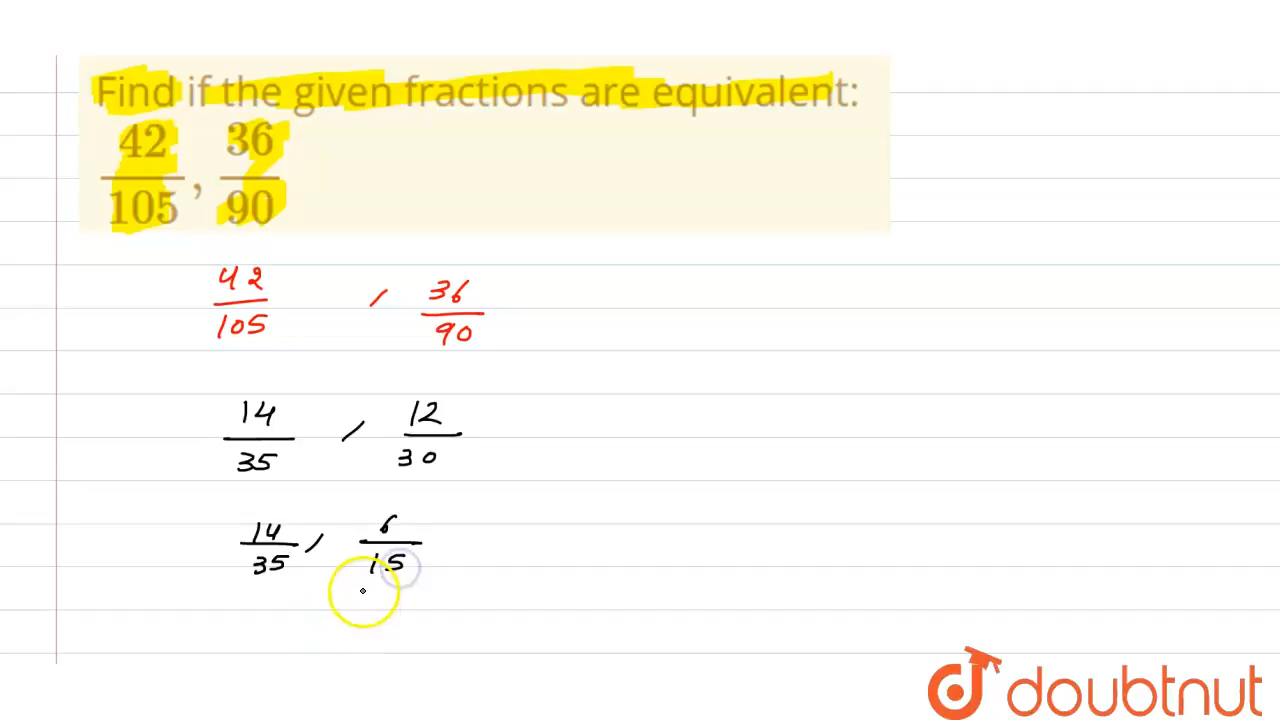 Find if the given fractions are equivalent:
42/105, 36/90
42/105 , 36/90
14/35 , 12/30
14/35 , 6/15
doubtnut